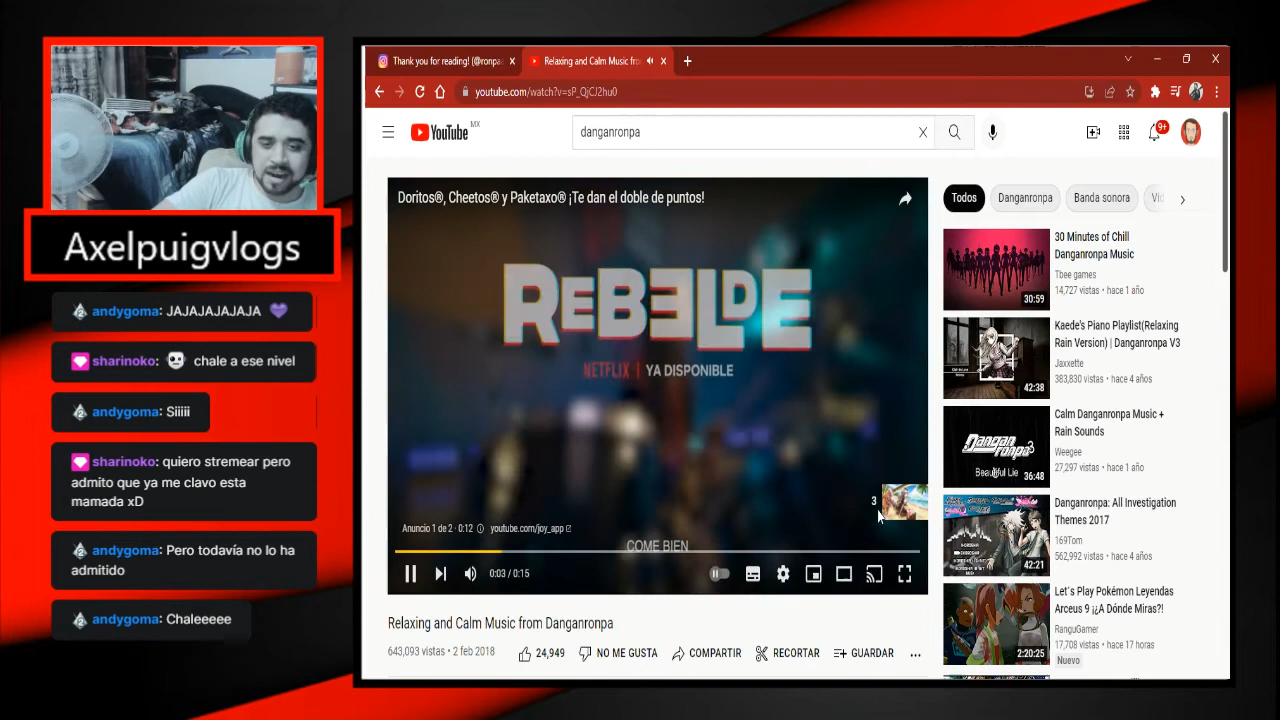 Axelpuigvlogs
andygoma: JAJAJAJAJAJA
sharinoko: chale a ese nivel
andygoma: Siiiii
sharinoko: quiero stremear pero
admito que ya me clavo esta
mamada xD
andygoma: Pero todavía no lo ha
admitido
andygoma: Chaleeeee
Thank you for reading! (@ronpa
Relaxing and Calm Music fro
youtube.com/watch?v=sP_QjCJ2hu0
YouTube MX
danganronpa
9+
Doritos®, Cheetos® y Paketaxo® ¡Te dan el doble de puntos!
REBELDE
NETFLIX | YA DISPONIBLE
3
Anuncio 1 de 2 · 0:12 youtube.com/joy_app
COME BIEN
0:03 / 0:15
Relaxing and Calm Music from Danganronpa
643,093 vistas • 2 feb 2018
24,949
NO ME GUSTA
COMPARTIR
RECORTAR
GUARDAR
Todos
Danganronpa
Banda sonora
30 Minutes of Chill
Danganronpa Music
Tbee games
14,727 vistas • hace 1 año
30:59
Kaede's Piano Playlist(Relaxing
Rain Version) | Danganronpa V3
Jaxxette
383,830 vistas • hace 4 años
42:38
Calm Danganronpa Music +
Rain Sounds
Weegee
27,297 vistas • hace 1 año
Danganronpa3
Beautiful Lie
36:48
Danganronpa: All Investigation
Themes 2017
169Tom
562,992 vistas • hace 4 años
42:21
Let´s Play Pokémon Leyendas
Arceus 9 ¡¿A Dónde Miras?!
RanguGamer
17,708 vistas • hace 17 horas
Nuevo
2:20:25